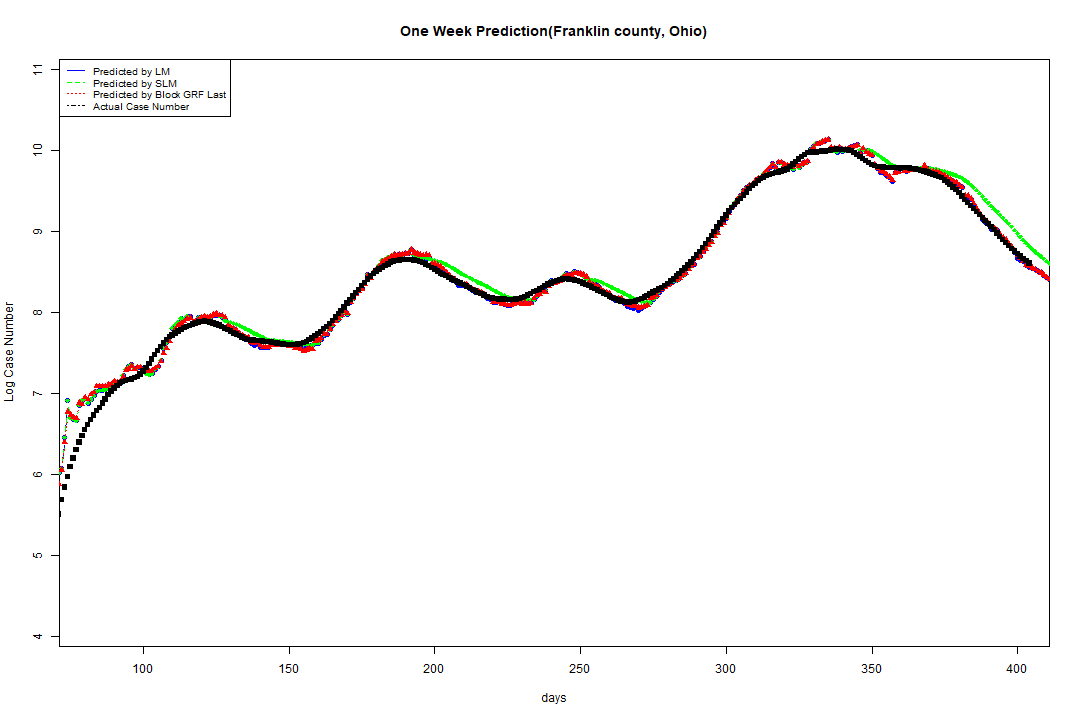 One Week Prediction(Franklin county, Ohio)
Predicted by LM
Predicted by SLM
Predicted by Block GRF Last
Actual Case Number
11
10
9
8
7
6
5
4
Log Case Number
100 150 200 250 300 350 400
days